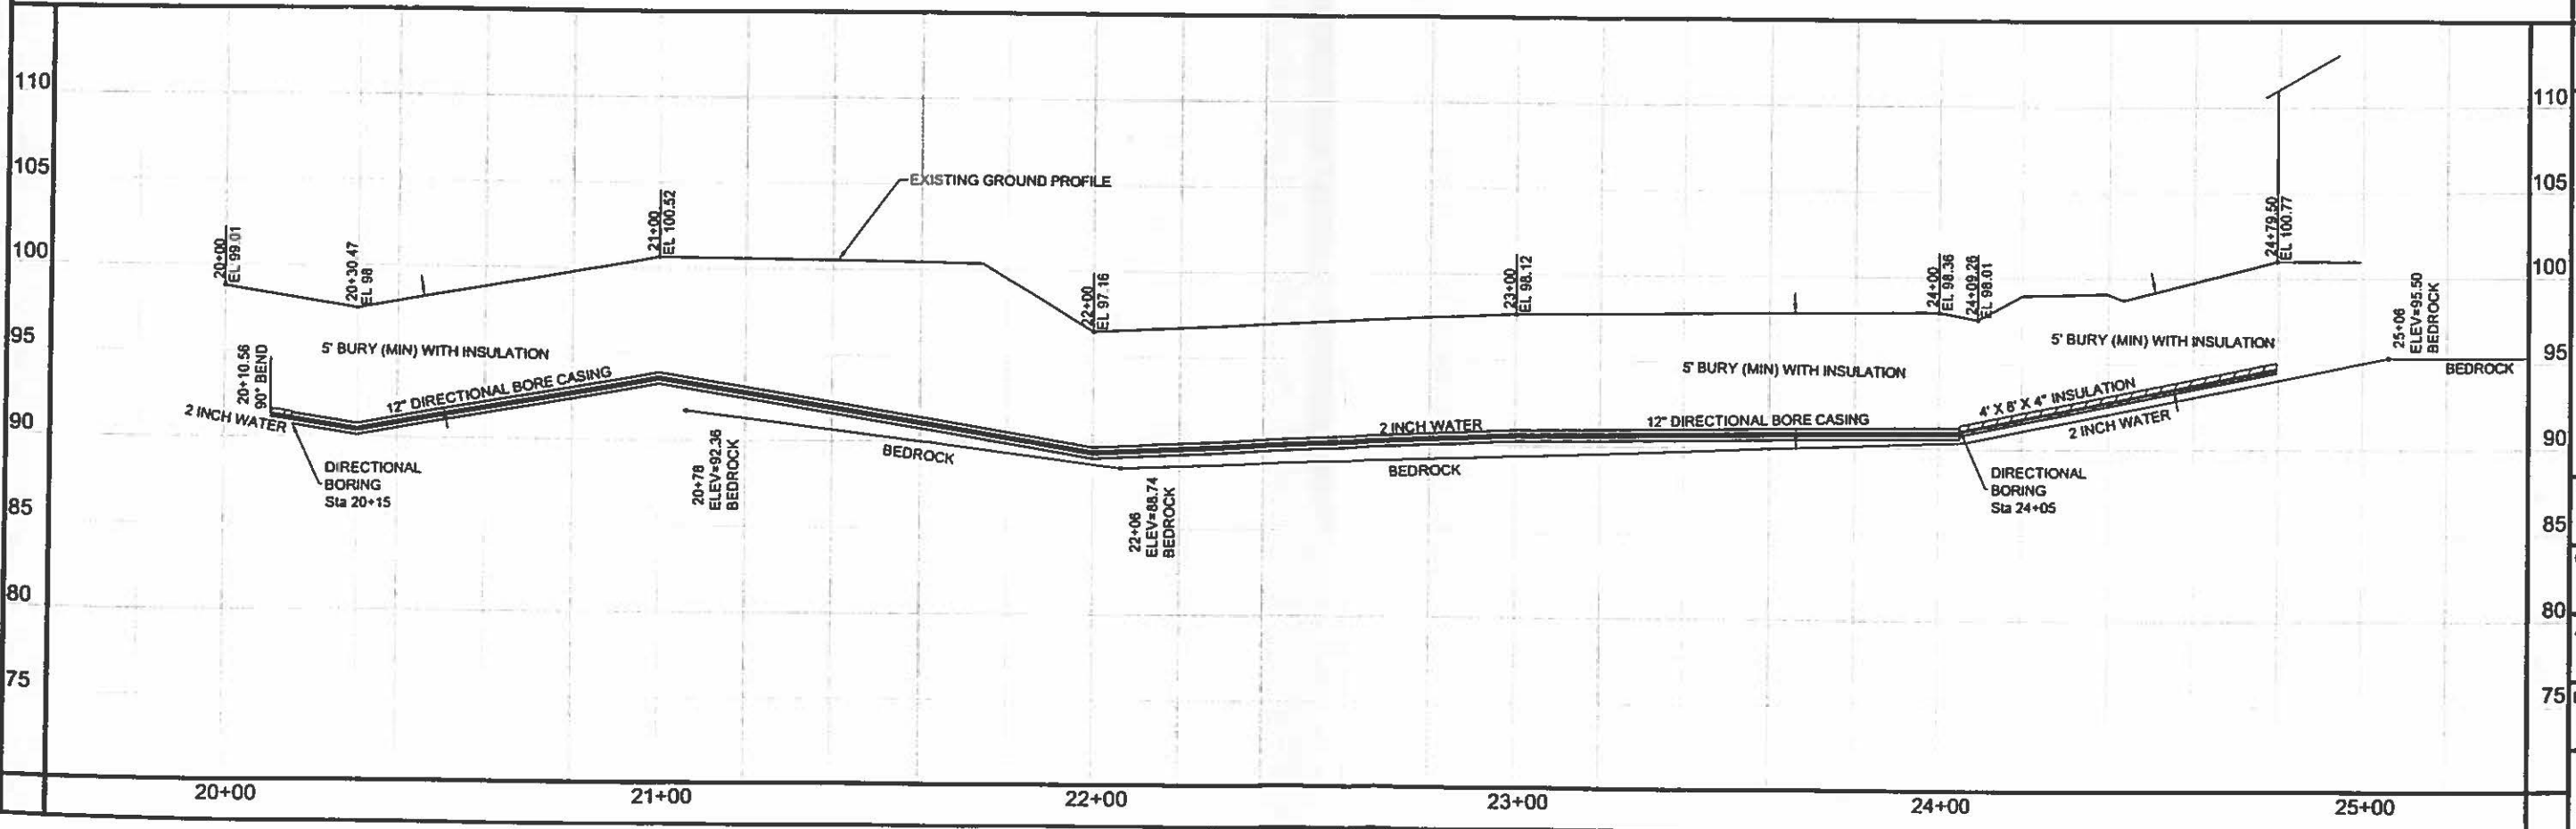 110
105
100
95
90
85
80
75
20+00
EL 99.01
20+30.47
EL 98
21+00
EL 100.52
EXISTING GROUND PROFILE
22+00
EL 97.16
23+00
EL 98.12
24+00
EL 98.36
24+09.26
EL 98.01
24+79.50
EL 100.77
25+06
ELEV=95.50
BEDROCK
BEDROCK
20+10.56
90° BEND
5' BURY (MIN) WITH INSULATION
5' BURY (MIN) WITH INSULATION
5' BURY (MIN) WITH INSULATION
2 INCH WATER
12" DIRECTIONAL BORE CASING
2 INCH WATER
12" DIRECTIONAL BORE CASING
4' X 8' X 4" INSULATION
2 INCH WATER
DIRECTIONAL
BORING
Sta 20+15
20+78
ELEV=92.36
BEDROCK
BEDROCK
22+06
ELEV=88.74
BEDROCK
BEDROCK
DIRECTIONAL
BORING
Sta 24+05
110
105
100
95
90
85
80
75
20+00
21+00
22+00
23+00
24+00
25+00